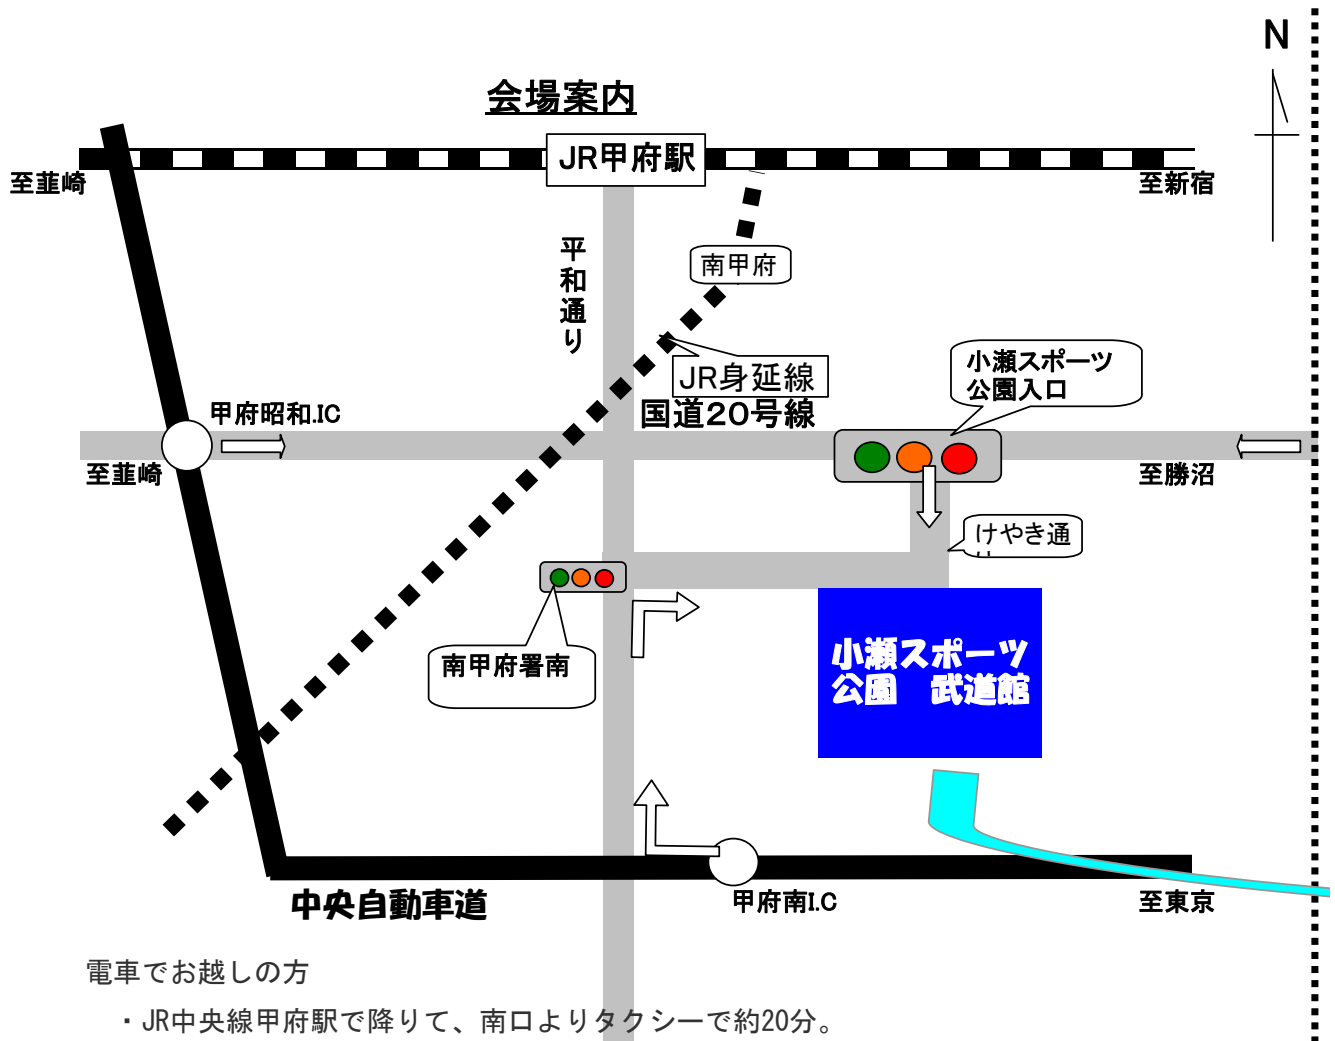 N
会場案内
JR甲府駅
至韮崎
至新宿
平和通り
南甲府
JR身延線
小瀬スポーツ
公園入口
国道20号線
甲府昭和.IC
至韮崎
至勝沼
けやき通
南甲府署南
小瀬スポーツ
公園　武道館
中央自動車道
甲府南I.C
至東京
電車でお越しの方
・JR中央線甲府駅で降りて、南口よりタクシーで約20分。